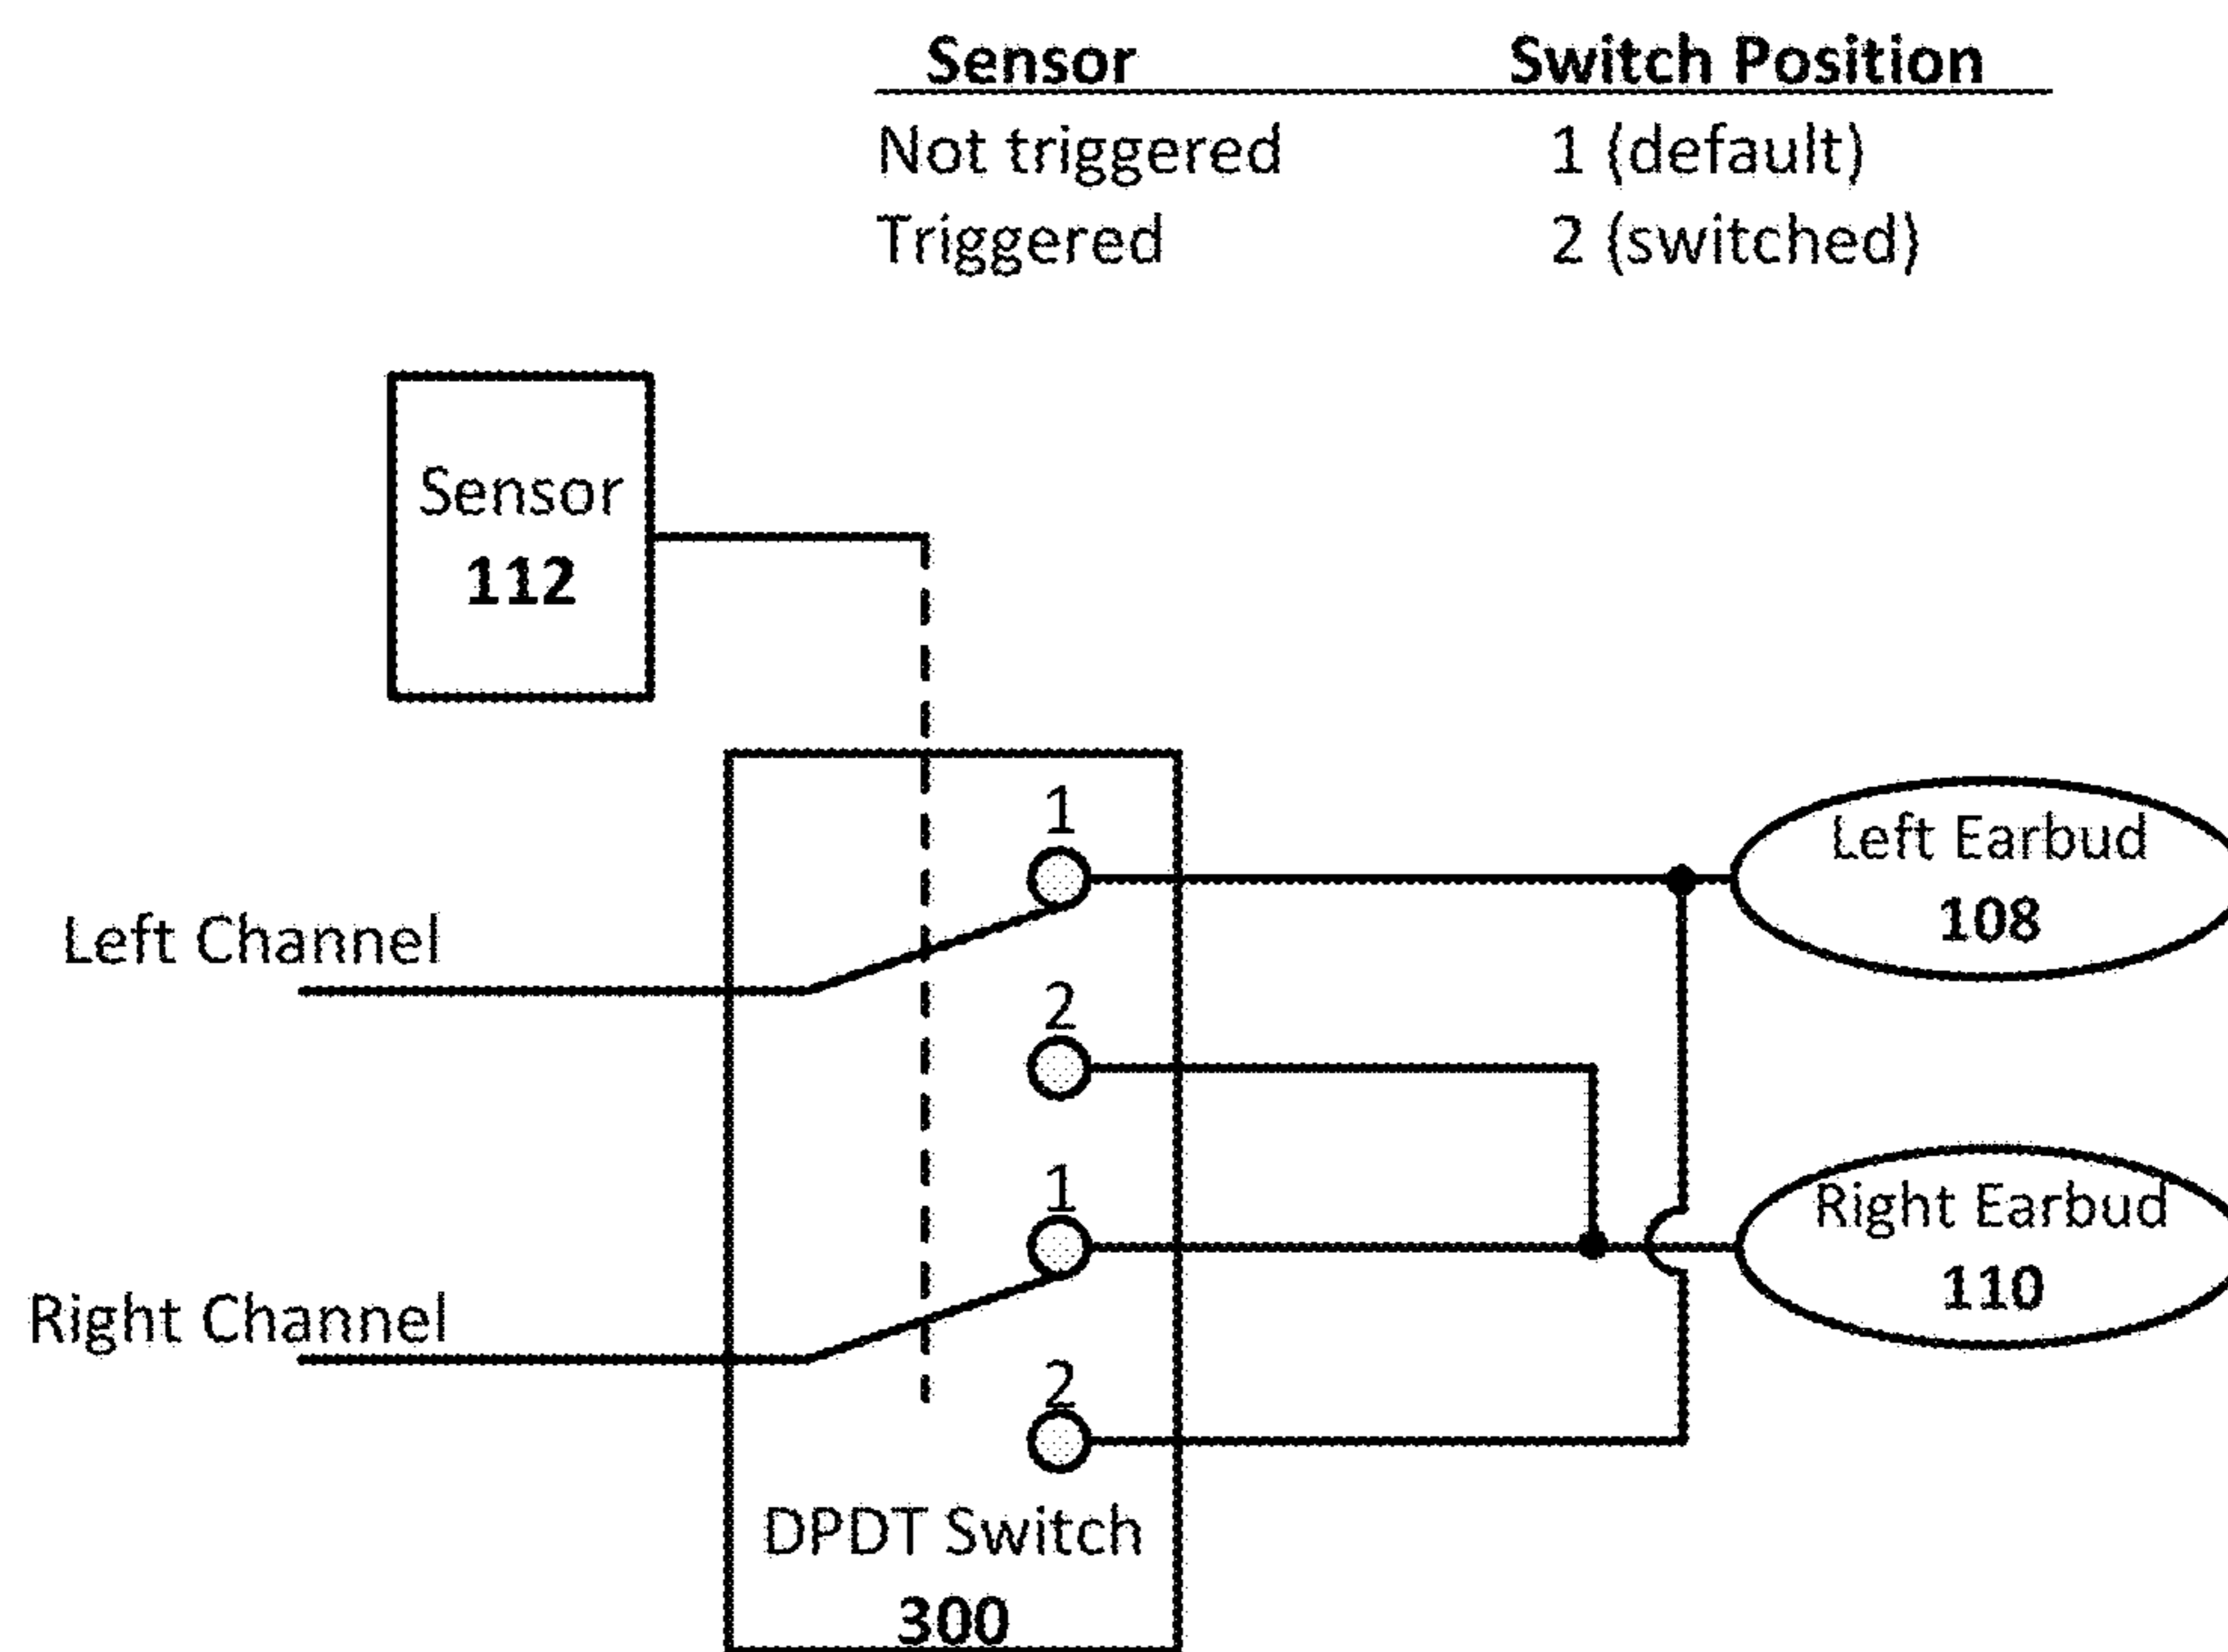 Sensor Switch Position
Not triggered 1 (default)
Triggered 2 (switched)
Sensor
112
1
Left Earbud
108
Left Channel
2
1
Right Earbud
110
Right Channel
2
DPDT Switch
300